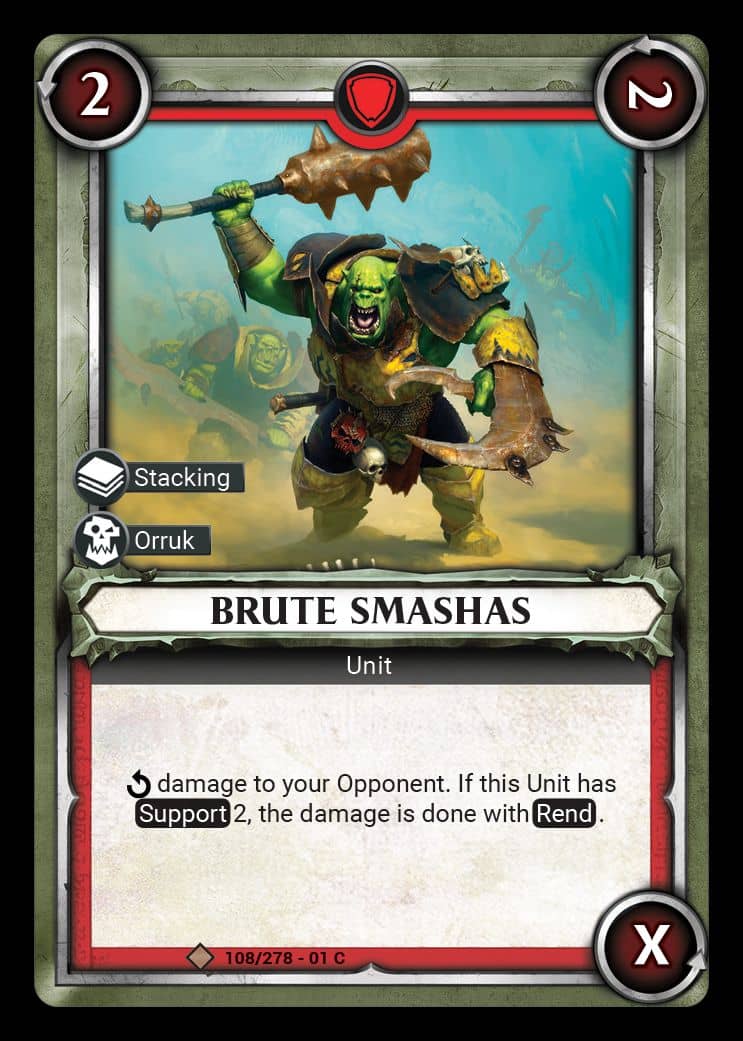 2
2
Stacking
Orruk
BRUTE SMASHAS
Unit
damage to your Opponent. If this Unit has
Support 2, the damage is done with Rend.
108/278 - 01 C
X